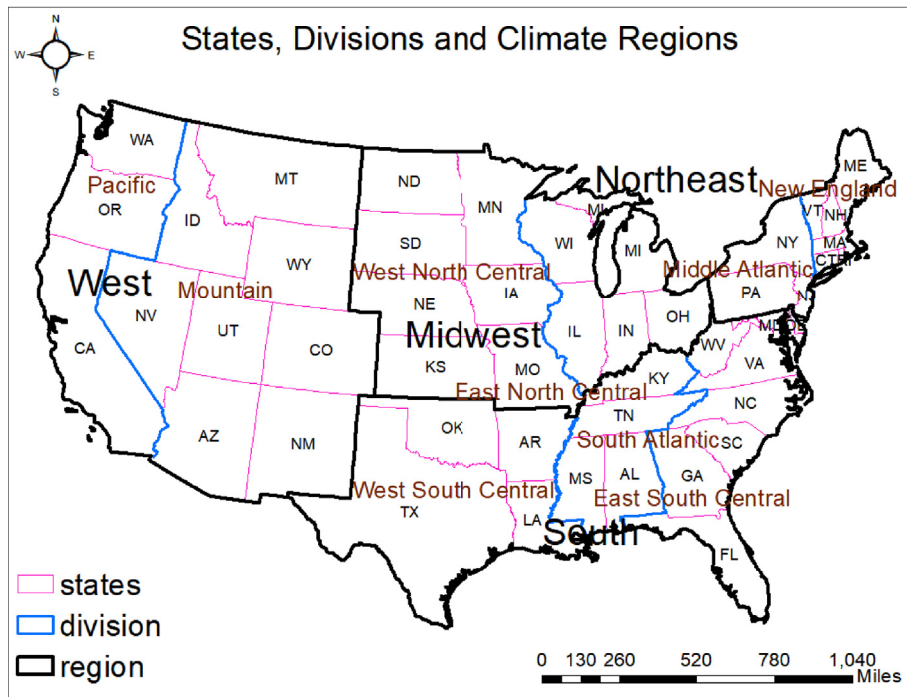 N
W E
S
States, Divisions and Climate Regions
WA
MT
ME
ND
Pacific
Northeast
New England
OR
ID
MN
MI
VT
NH
SD
WI
MI
NY
MA
WY
CT
RI
West
West North Central
Middle Atlantic
Mountain
NV
NE
IA
PA
UT
IL
IN
OH
MD
DE
Midwest
WV
CA
CO
KS
MO
KY
VA
East North Central
NC
TN
AZ
NM
OK
AR
South Atlantic
SC
MS
AL
GA
West South Central
East South Central
TX
LA
South
FL
states
division
region
0 130 260 520 780 1,040
Miles